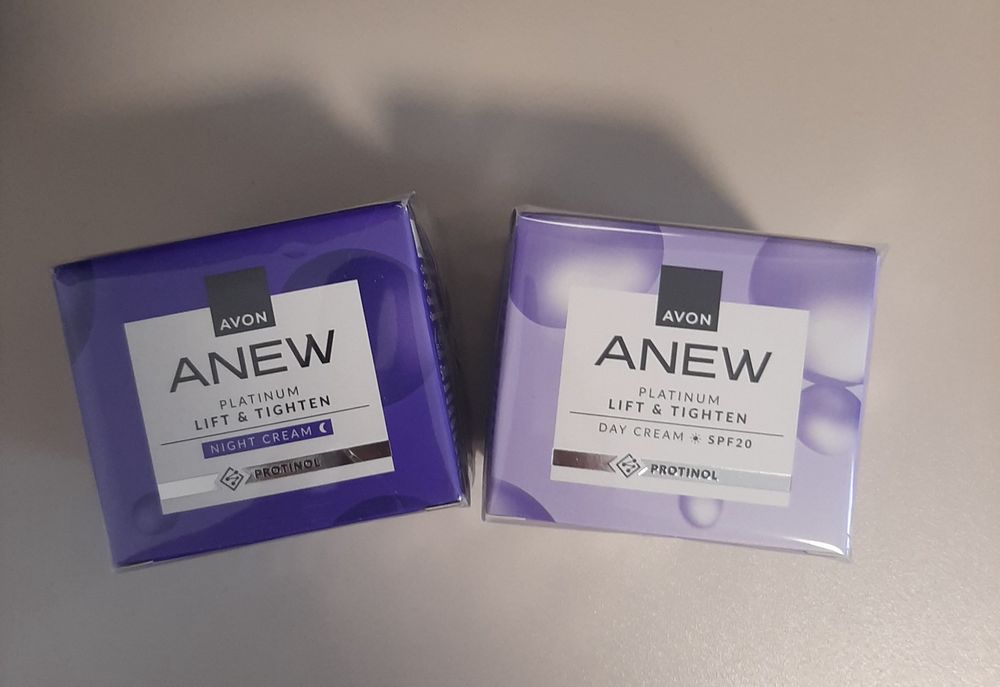 AVON
ANEW
PLATINUM
LIFT & TIGHTEN
NIGHT CREAM
PROTINOL
AVON
ANEW
PLATINUM
LIFT & TIGHTEN
DAY CREAM SPF20
PROTINOL